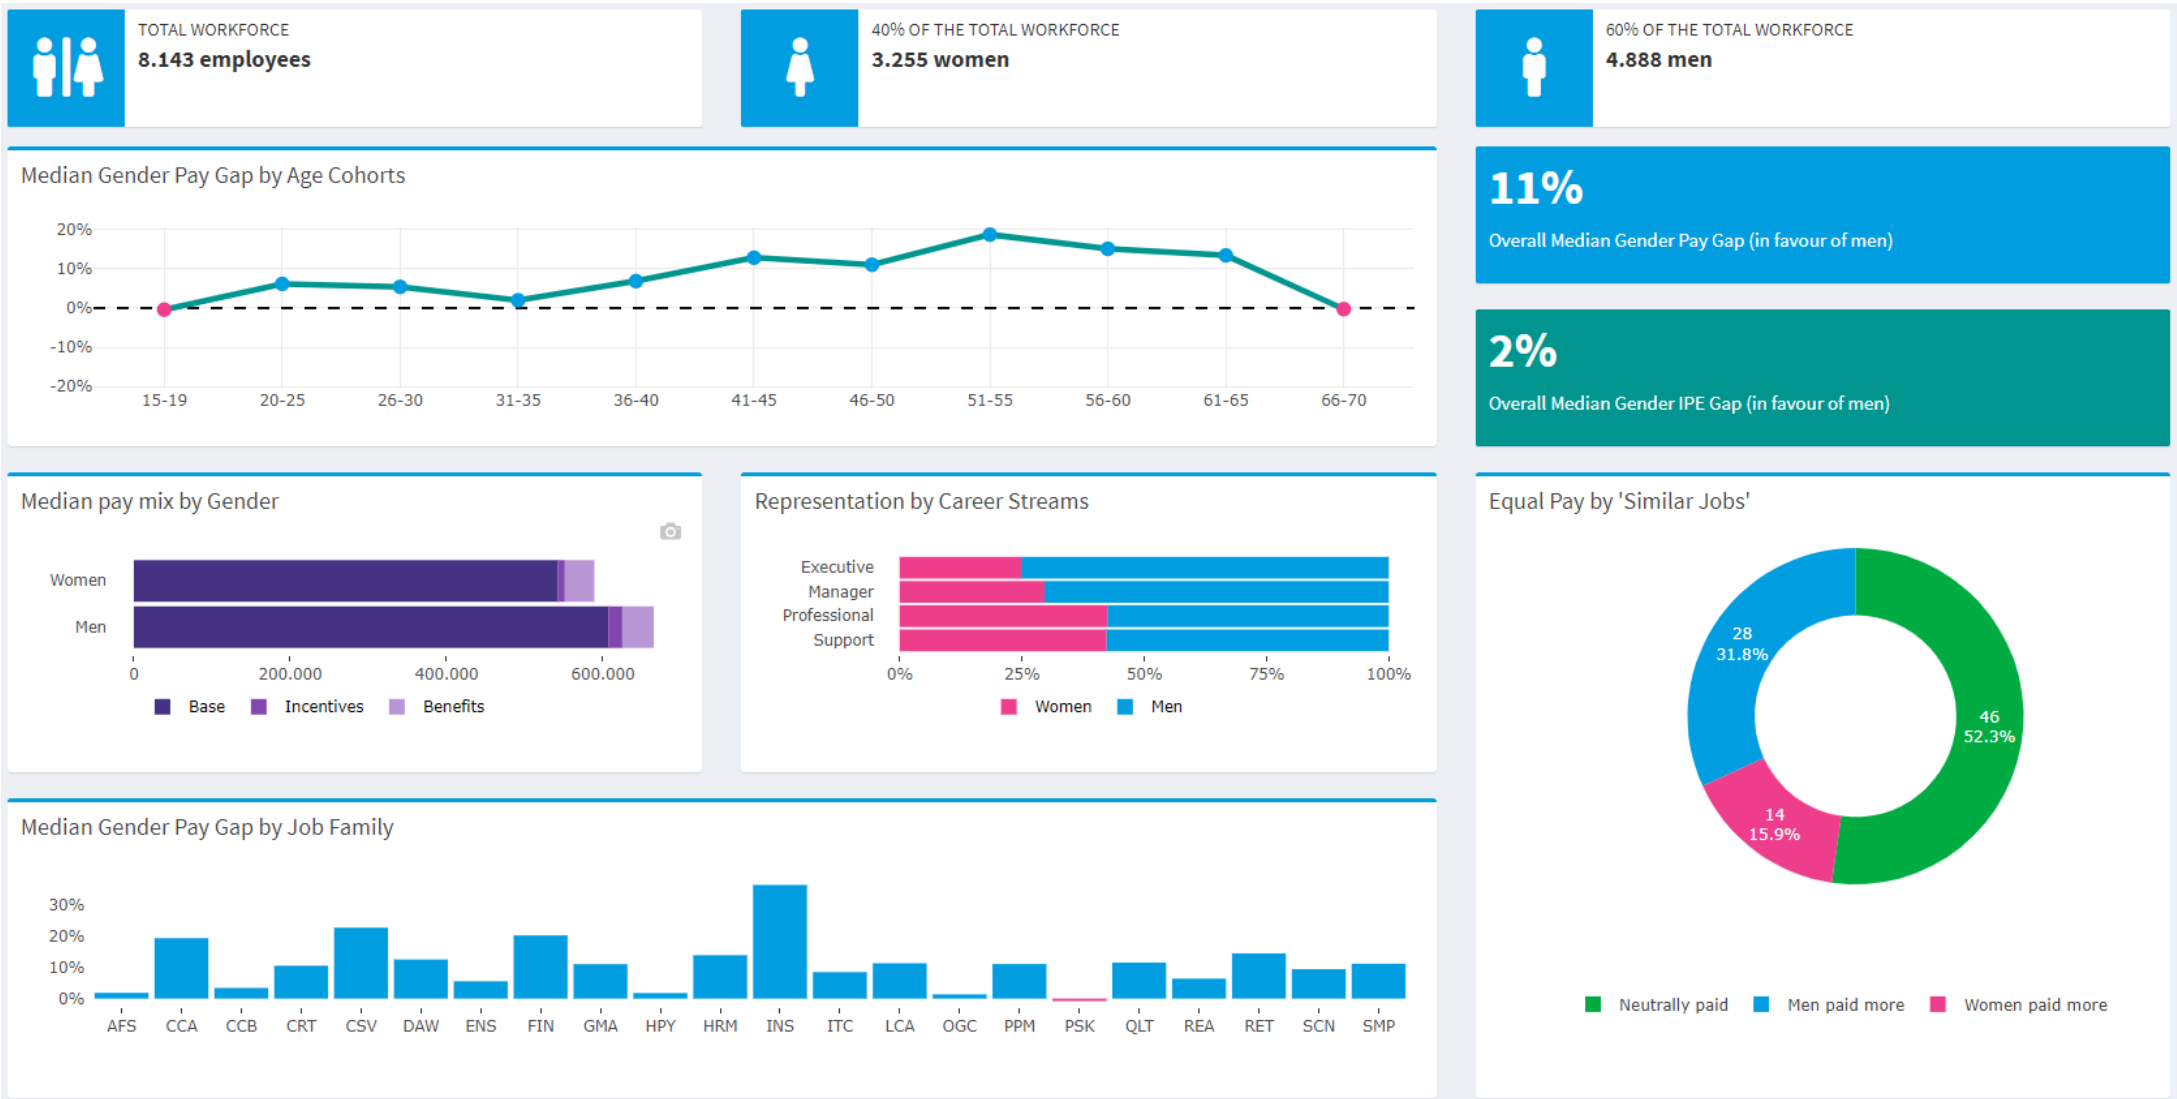 TOTAL WORKFORCE
8.143 employees
40% OF THE TOTAL WORKFORCE
3.255 women
60% OF THE TOTAL WORKFORCE
4.888 men
Median Gender Pay Gap by Age Cohorts
20%
10%
0%
-10%
-20%
15-19 20-25 26-30 31-35 36-40 41-45 46-50 51-55 56-60 61-65 66-70
11%
Overall Median Gender Pay Gap (in favour of men)
2%
Overall Median Gender IPE Gap (in favour of men)
Median pay mix by Gender
Women
Men
0 200.000 400.000 600.000
Base Incentives Benefits
Representation by Career Streams
Executive
Manager
Professional
Support
0% 25% 50% 75% 100%
Women Men
Equal Pay by 'Similar Jobs'
28
31.8%
46
52.3%
14
15.9%
Neutrally paid Men paid more Women paid more
Median Gender Pay Gap by Job Family
30%
20%
10%
0%
AFS CCA CCB CRT CSV DAW ENS FIN GMA HPY HRM INS ITC LCA OGC PPM PSK QLT REA RET SCN SMP